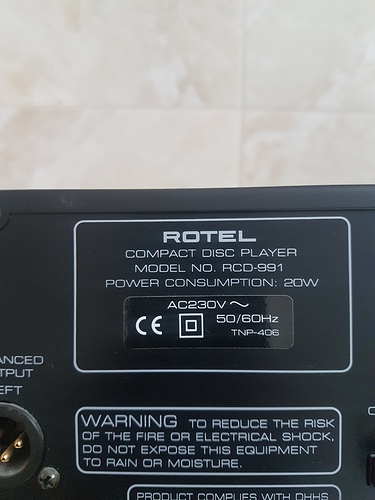 ROTEL
COMPACT DISC PLAYER
MODEL NO. RCD-991
POWER CONSUMPTION: 20W
AC230V ~
CE 50/60Hz
TNP-406
ANCED
TPUT
EFT
WARNING TO REDUCE THE RISK
OF THE FIRE OR ELECTRICAL SHOCK,
DO NOT EXPOSE THIS EQUIPMENT
TO RAIN OR MOISTURE.
PRODUCT COMPLIES WITH DHHS